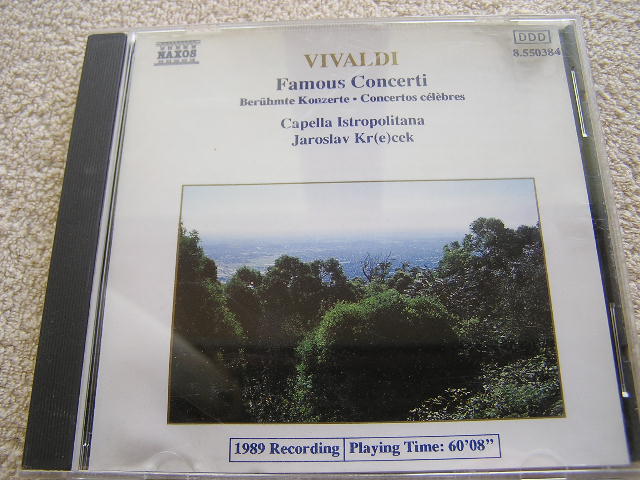 NAXOS
DDD
8.550384
VIVALDI
Famous Concerti
Berühmte Konzerte • Concertos célèbres
Capella Istropolitana
Jaroslav Kr(e)cek
1989 Recording Playing Time: 60'08"